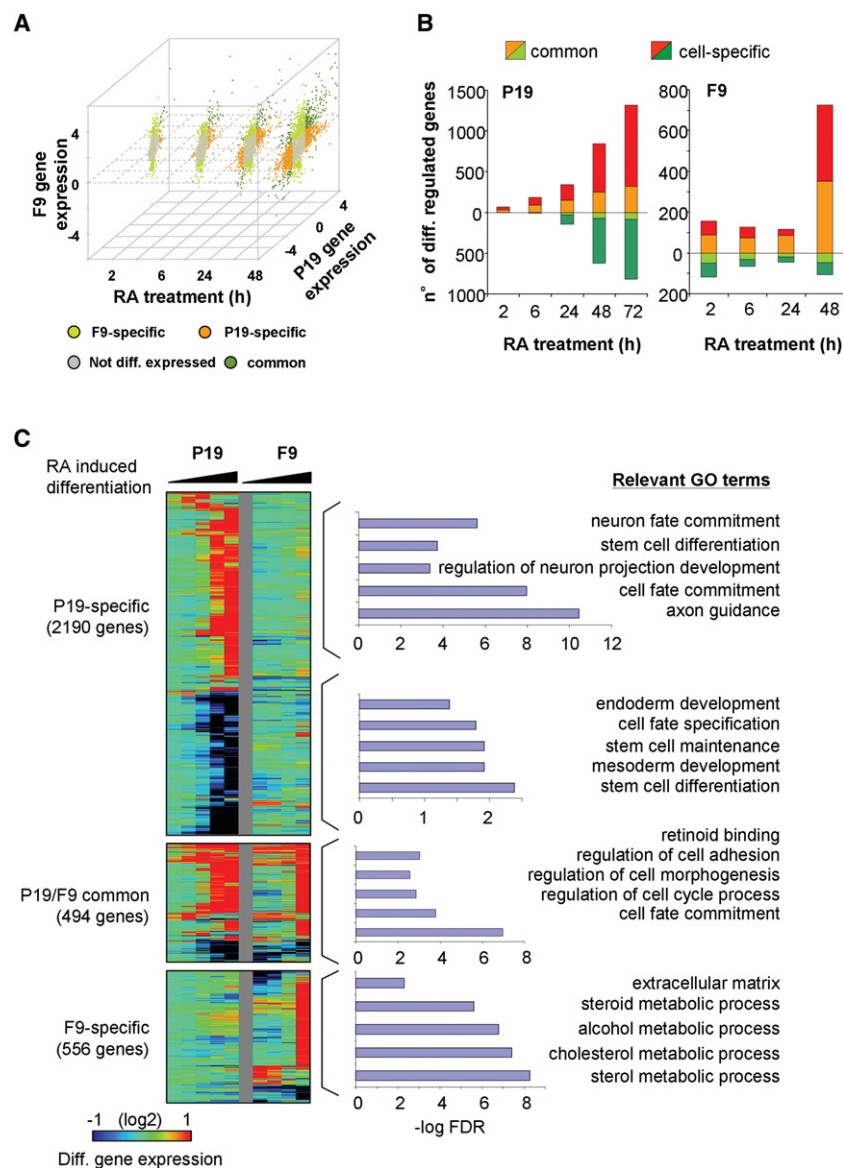 A
F9 gene
expression
4
0
-4
2
6
24
48
RA treatment (h)
4
0
-4
P19 gene
expression
F9-specific
P19-specific
Not diff. expressed
common
B
common
cell-specific
n° of diff. regulated genes
P19
1500
1000
500
0
500
1000
2 6 24 48 72
RA treatment (h)
F9
800
600
400
200
0
200
2 6 24 48
RA treatment (h)
C
RA induced
differentiation
P19
F9
Relevant GO terms
P19-specific
(2190 genes)
neuron fate commitment
stem cell differentiation
regulation of neuron projection development
cell fate commitment
axon guidance
0 2 4 6 8 10 12
endoderm development
cell fate specification
stem cell maintenance
mesoderm development
stem cell differentiation
0 1 2
P19/F9 common
(494 genes)
retinoid binding
regulation of cell adhesion
regulation of cell morphogenesis
regulation of cell cycle process
cell fate commitment
0 2 4 6 8
F9-specific
(556 genes)
extracellular matrix
steroid metabolic process
alcohol metabolic process
cholesterol metabolic process
sterol metabolic process
0 2 4 6 8
-log FDR
-1 (log2) 1
Diff. gene expression